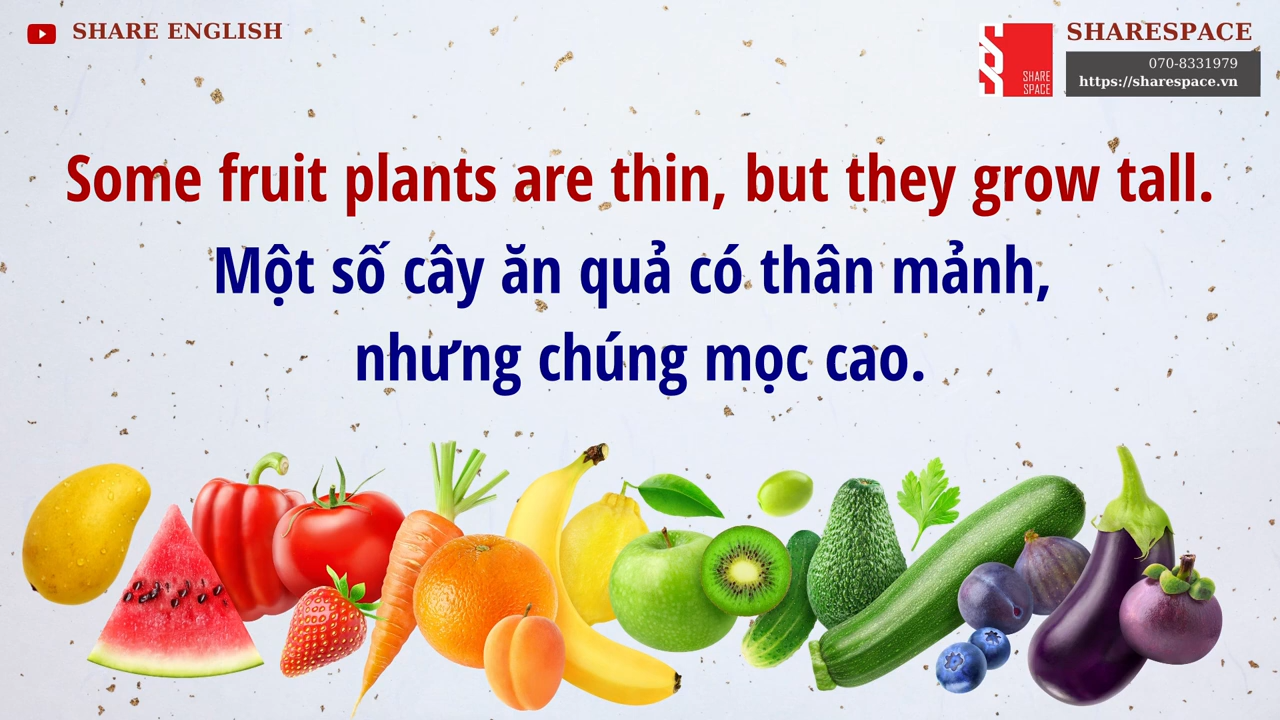 SHARE ENGLISH
SHARESPACE
070-8331979
https://sharespace.vn
SHARE
SPACE
Some fruit plants are thin, but they grow tall.
Một số cây ăn quả có thân mảnh,
nhưng chúng mọc cao.